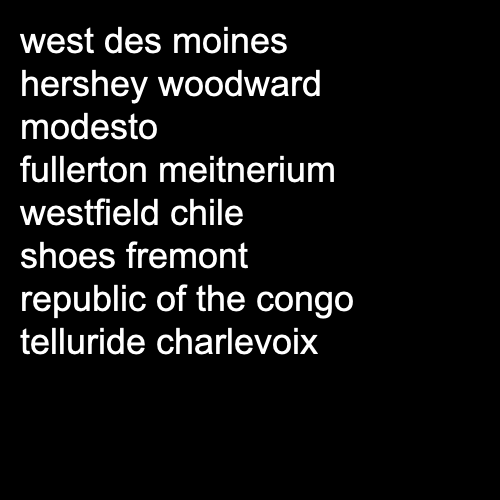 west des moines
hershey woodward
modesto
fullerton meitnerium
westfield chile
shoes fremont
republic of the congo
telluride charlevoix